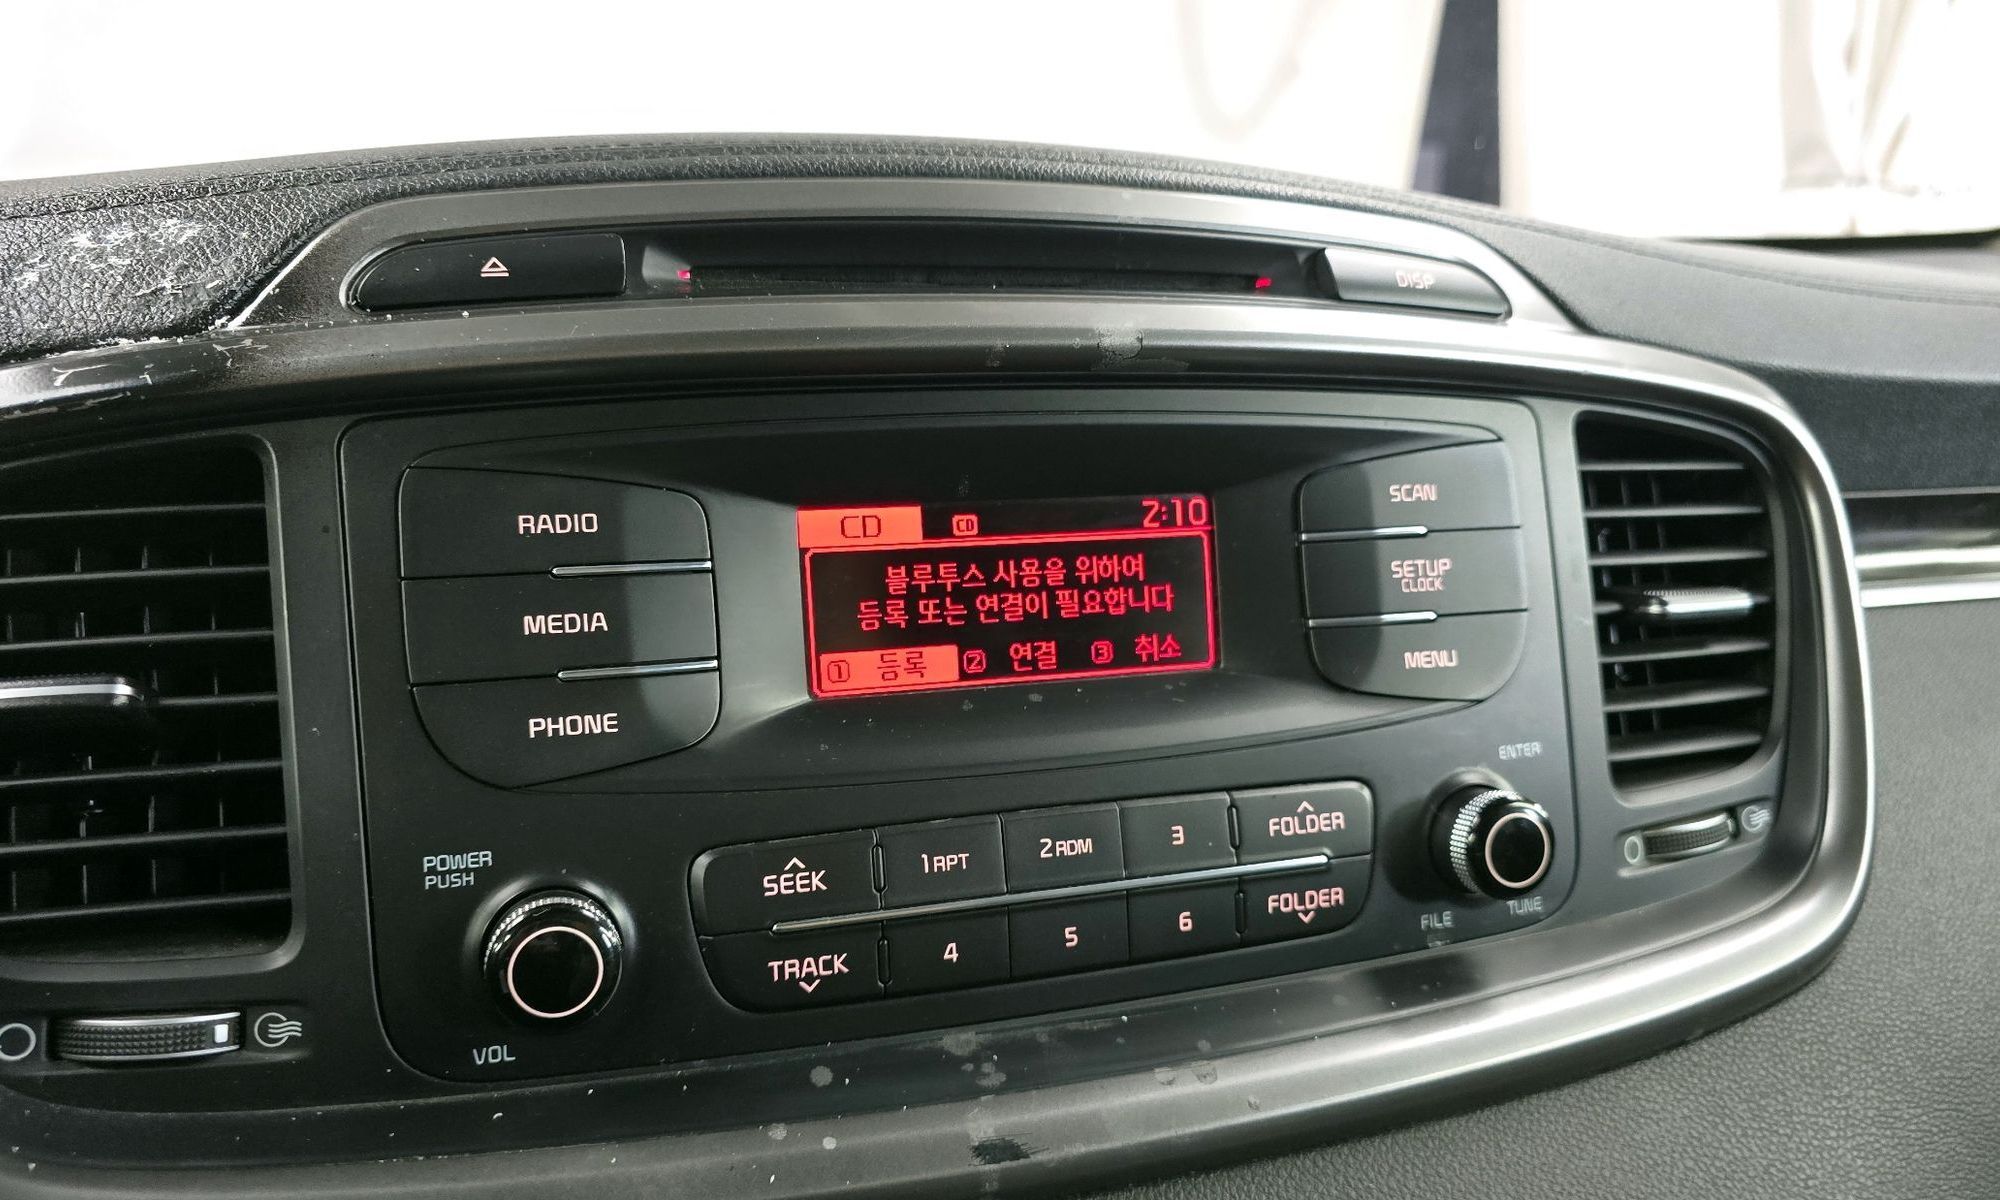 DISP
RADIO
MEDIA
PHONE
CD CD 2:10
블루투스 사용을 위하여
등록 또는 연결이 필요합니다
1 등록 2 연결 3 취소
SCAN
SETUP
CLOCK
MENU
POWER
PUSH
VOL
SEEK
TRACK
1 RPT
2 RDM
3
4
5
6
FOLDER
FOLDER
ENTER
FILE
TUNE